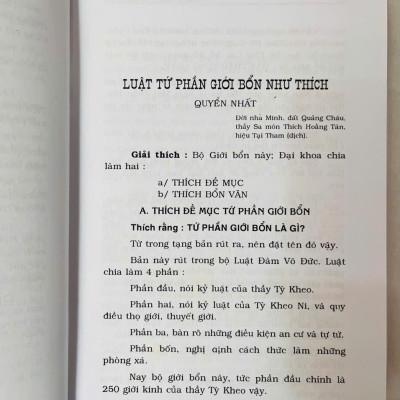 LUẬT TỨ PHẦN GIỚI BỔN NHƯ THÍCH
QUYỂN NHẤT
Đời nhà Minh, đất Quảng Châu,
thầy Sa môn Thích Hoằng Tán,
hiệu Tại Tham (dịch).
Giải thích : Bộ Giới bổn này; Đại khoa chia
làm hai :
a/ THÍCH ĐỀ MỤC
b/ THÍCH BỔN VĂN
A. THÍCH ĐỀ MỤC TỨ PHẦN GIỚI BỔN
Thích rằng : TỨ PHẦN GIỚI BỔN LÀ GÌ?
Từ trong tạng bản rút ra, nên đặt tên đó vậy.
Bản này rút trong bộ Luật Đàm Vô Đức. Luật
chia làm 4 phần :
Phần đầu, nói kỷ luật của thầy Tỳ Kheo.
Phần hai, nói kỷ luật của Tỳ Kheo Ni, và quy
điều thọ giới, thuyết giới.
Phần ba, bàn rõ những điều kiện an cư và tự tứ.
Phần bốn, nghị định cách thức làm những
phòng xá.
Nay bộ giới bổn này, tức phần đầu chính là
250 giới kinh của thầy Tỳ Kheo vậy.